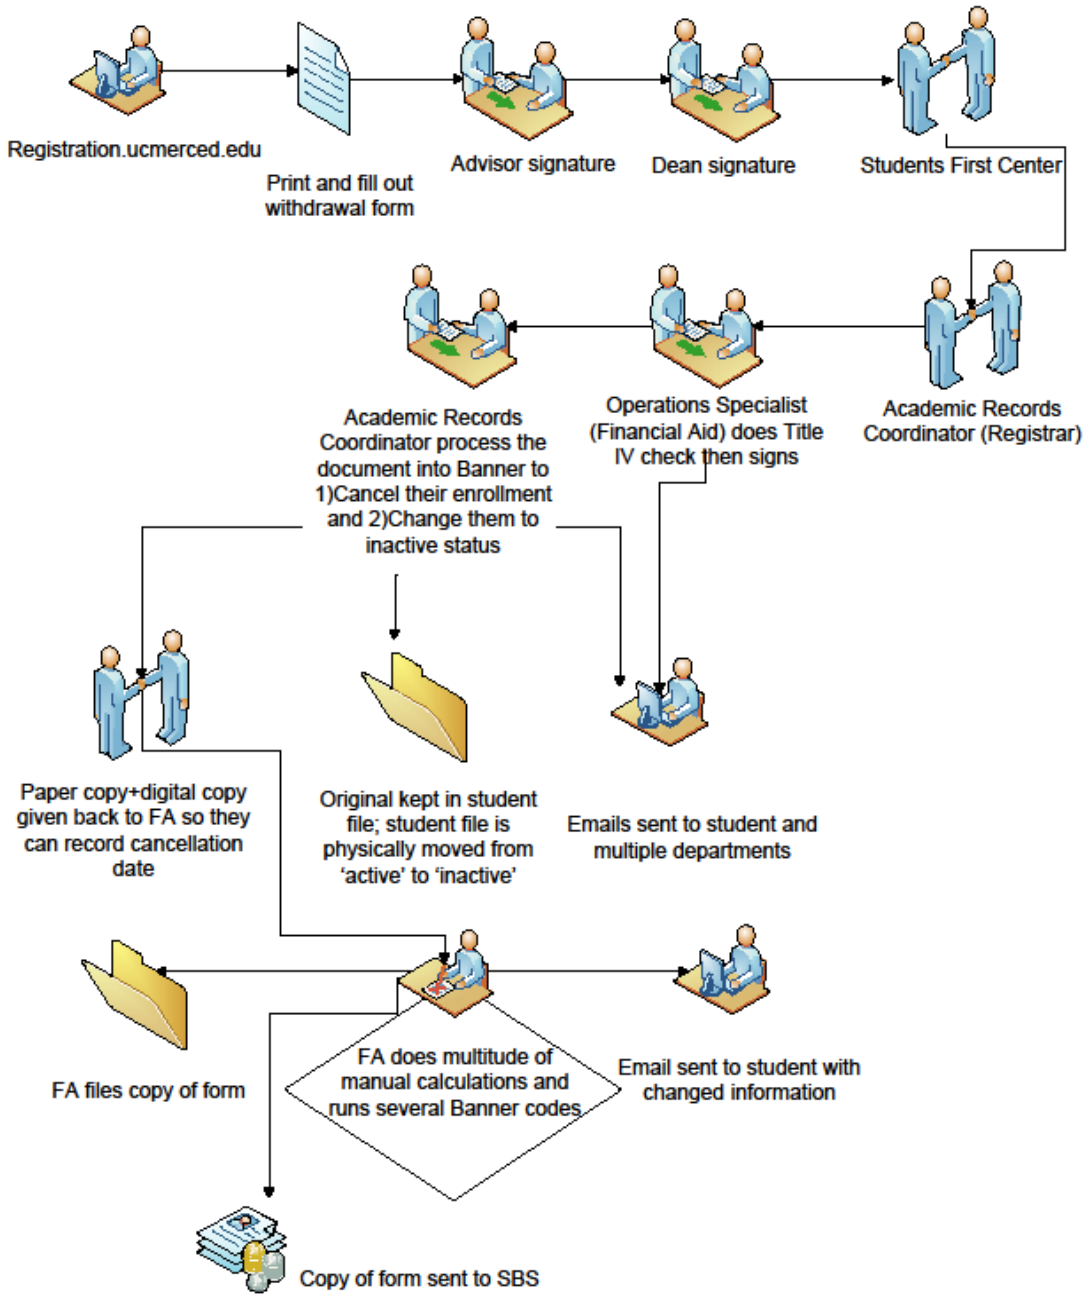 Registration.ucmerced.edu
Print and fill out
withdrawal form
Advisor signature
Dean signature
Students First Center
Academic Records
Coordinator (Registrar)
Operations Specialist
(Financial Aid) does Title
IV check then signs
Academic Records
Coordinator process the
document into Banner to
1)Cancel their enrollment
and 2)Change them to
inactive status
Paper copy+digital copy
given back to FA so they
can record cancellation
date
Original kept in student
file; student file is
physically moved from
‘active’ to ‘inactive’
Emails sent to student and
multiple departments
FA files copy of form
FA does multitude of
manual calculations and
runs several Banner codes
Email sent to student with
changed information
Copy of form sent to SBS